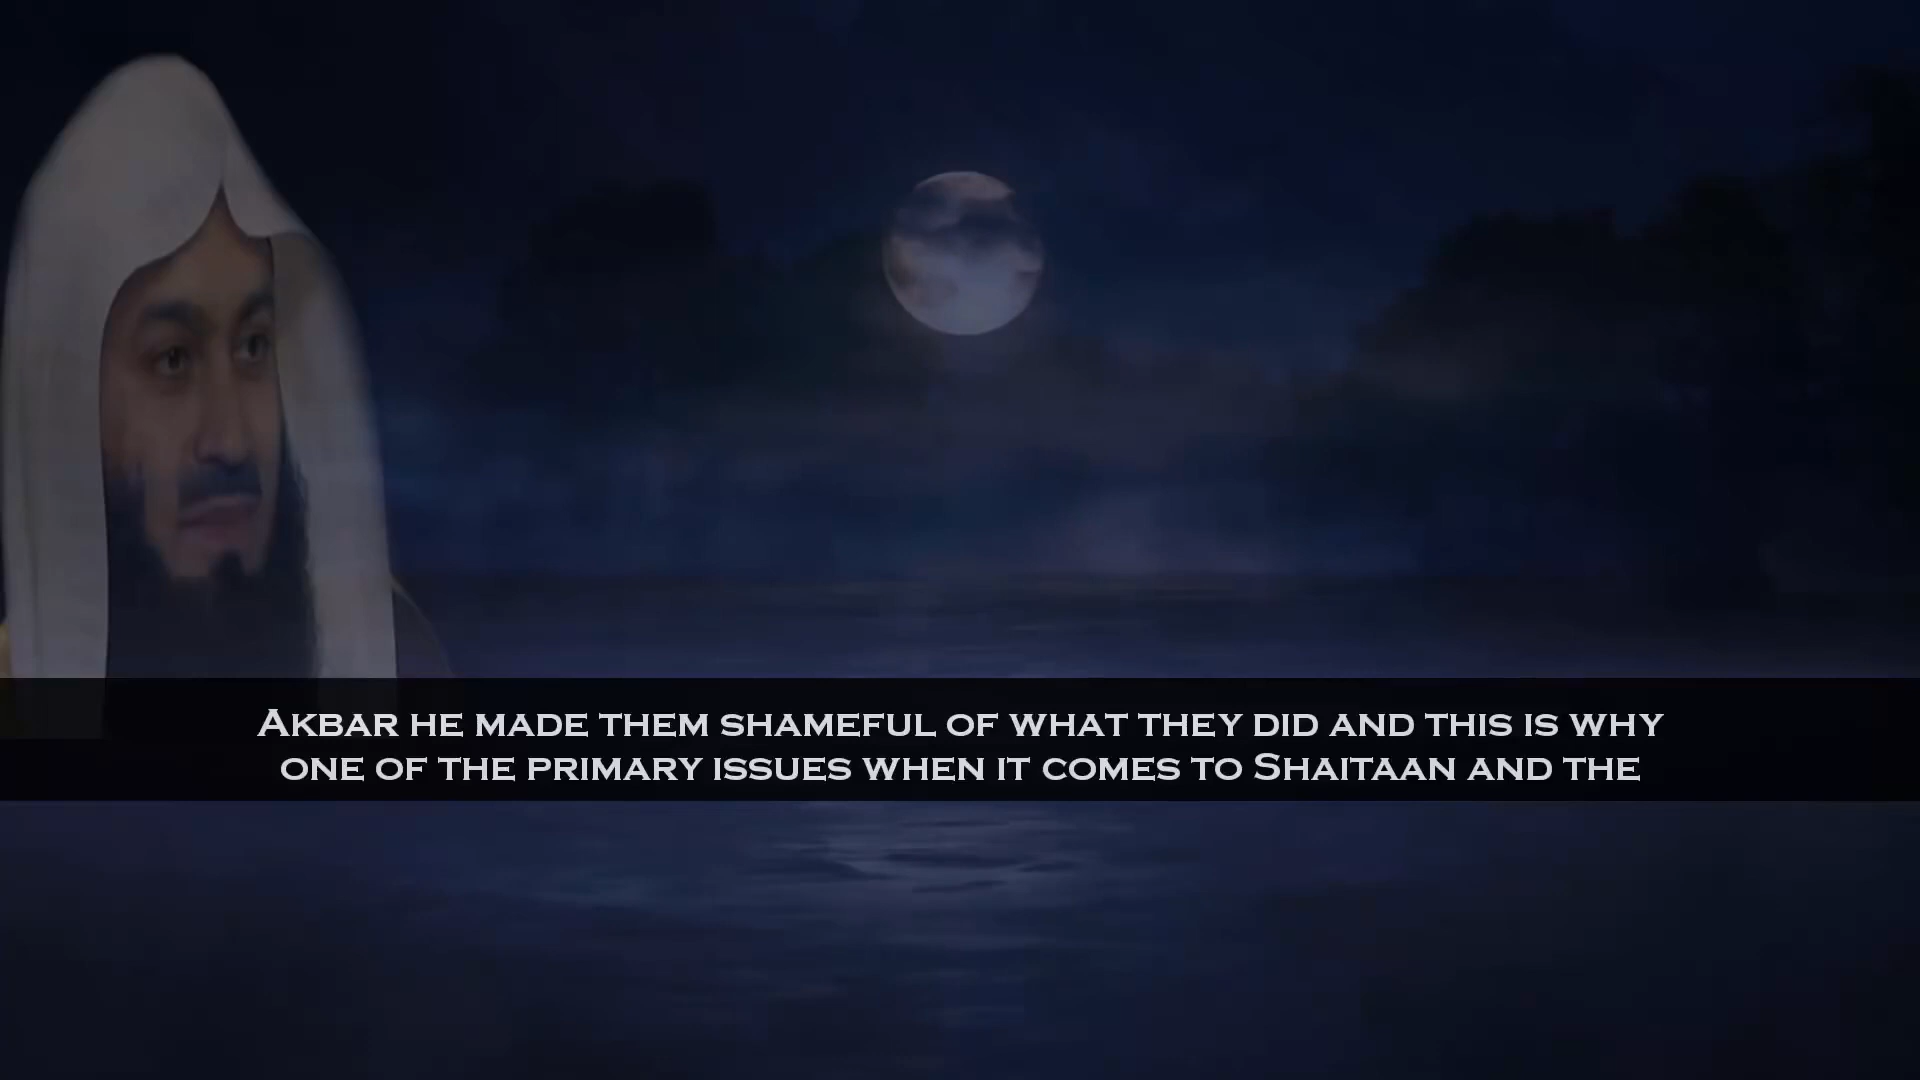 Akbar he made them shameful of what they did and this is why
one of the primary issues when it comes to Shaitaan and the